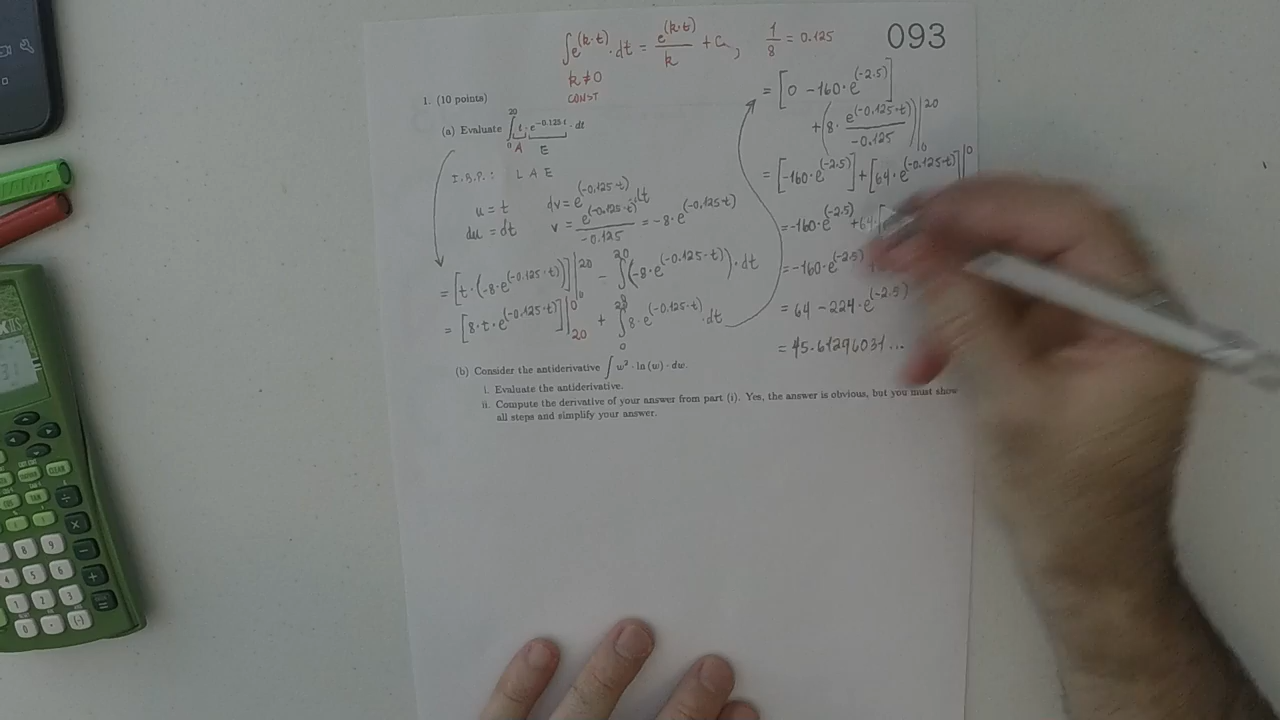 ∫e^(k·t)·dt = e^(k·t)/k + C, 1/8 = 0.125
k≠0
CONST
093
1. (10 points)
(a) Evaluate ∫₀²⁰ t·e^(-0.125·t)·dt
A E
I.B.P.: L A E
u = t dv = e^(-0.125·t)·dt
du = dt v = e^(-0.125·t)/-0.125 = -8·e^(-0.125·t)
= [t·(-8·e^(-0.125·t))]|₀²⁰ - ∫₀²⁰(-8·e^(-0.125·t))·dt
= [8·t·e^(-0.125·t)]|₂₀⁰ + ∫₀²⁰ 8·e^(-0.125·t)·dt
= [0 -160·e^(-2.5)]
+ (8·e^(-0.125·t)/-0.125)|₀²⁰
= [-160·e^(-2.5)] + [64·e^(-0.125·t)]|⁰
= -160·e^(-2.5) + 64·[
= -160·e^(-2.5) +
= 64 - 224·e^(-2.5)
= 45.61296031...
(b) Consider the antiderivative ∫ w²·ln(w)·dw.
i. Evaluate the antiderivative.
ii. Compute the derivative of your answer from part (i). Yes, the answer is obvious, but you must show
all steps and simplify your answer.